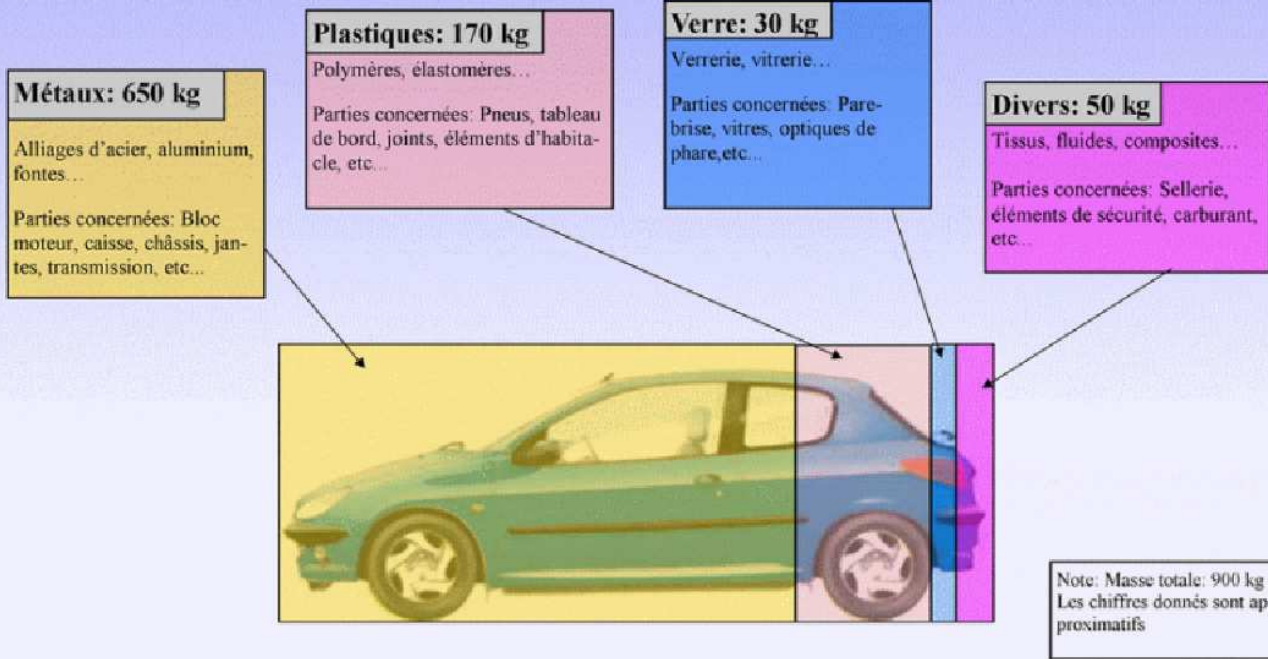 Métaux: 650 kg
Alliages d'acier, aluminium,
fontes...
Parties concernées: Bloc
moteur, caisse, châssis, jan-
tes, transmission, etc...
Plastiques: 170 kg
Polymères, élastomères...
Parties concernées: Pneus, tableau
de bord, joints, éléments d'habita-
cle, etc...
Verre: 30 kg
Verrerie, vitrerie...
Parties concernées: Pare-
brise, vitres, optiques de
phare,etc...
Divers: 50 kg
Tissus, fluides, composites...
Parties concernées: Sellerie,
éléments de sécurité, carburant,
etc...
Note: Masse totale: 900 kg
Les chiffres donnés sont ap
proximatifs